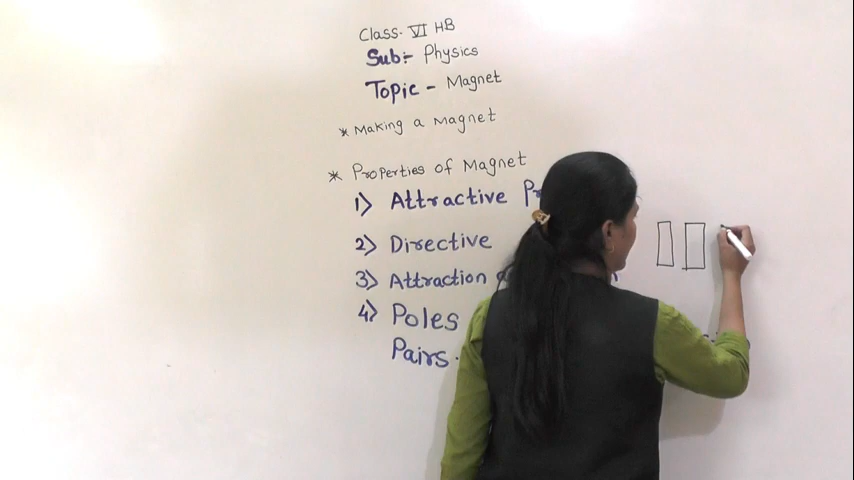 Class- VI HB
Sub:- Physics
Topic - Magnet
* Making a Magnet
* Properties of Magnet
1) Attractive
2) Directive
3) Attraction
4) Poles
Pairs.